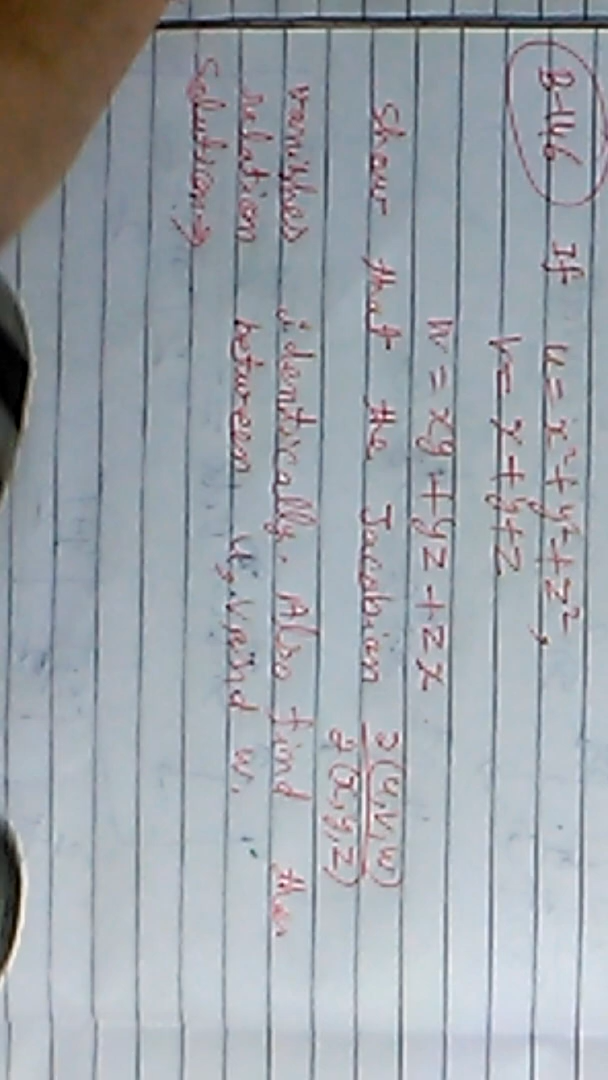 B-146 If u = x² + y² + z²,
v = x + y + z
w = xy + yz + zx
show that the Jacobian ∂(u,v,w)/∂(x,y,z)
vanishes identically. Also find the
relation between u, v and w.
Solution→